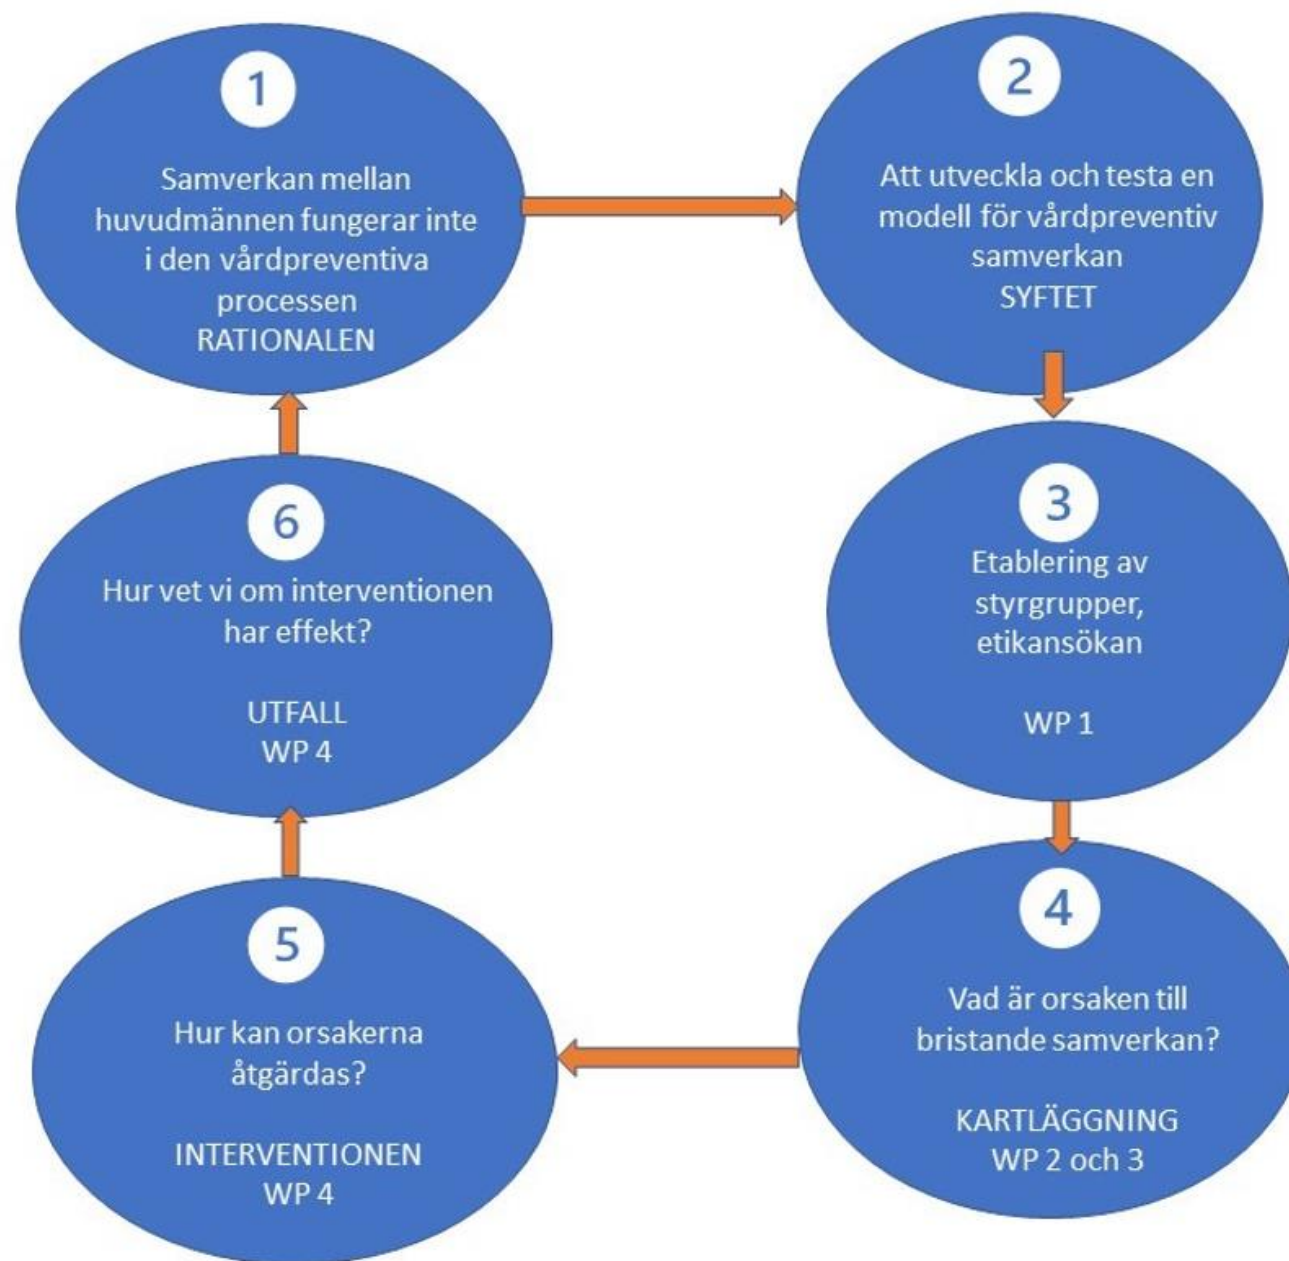 1
Samverkan mellan
huvudmännen fungerar inte
i den vårdpreventiva
processen
RATIONALEN
2
Att utveckla och testa en
modell för vårdpreventiv
samverkan
SYFTET
3
Etablering av
styrgrupper,
etikansökan
WP 1
4
Vad är orsaken till
bristande samverkan?
KARTLÄGGNING
WP 2 och 3
5
Hur kan orsakerna
åtgärdas?
INTERVENTIONEN
WP 4
6
Hur vet vi om interventionen
har effekt?
UTFALL
WP 4